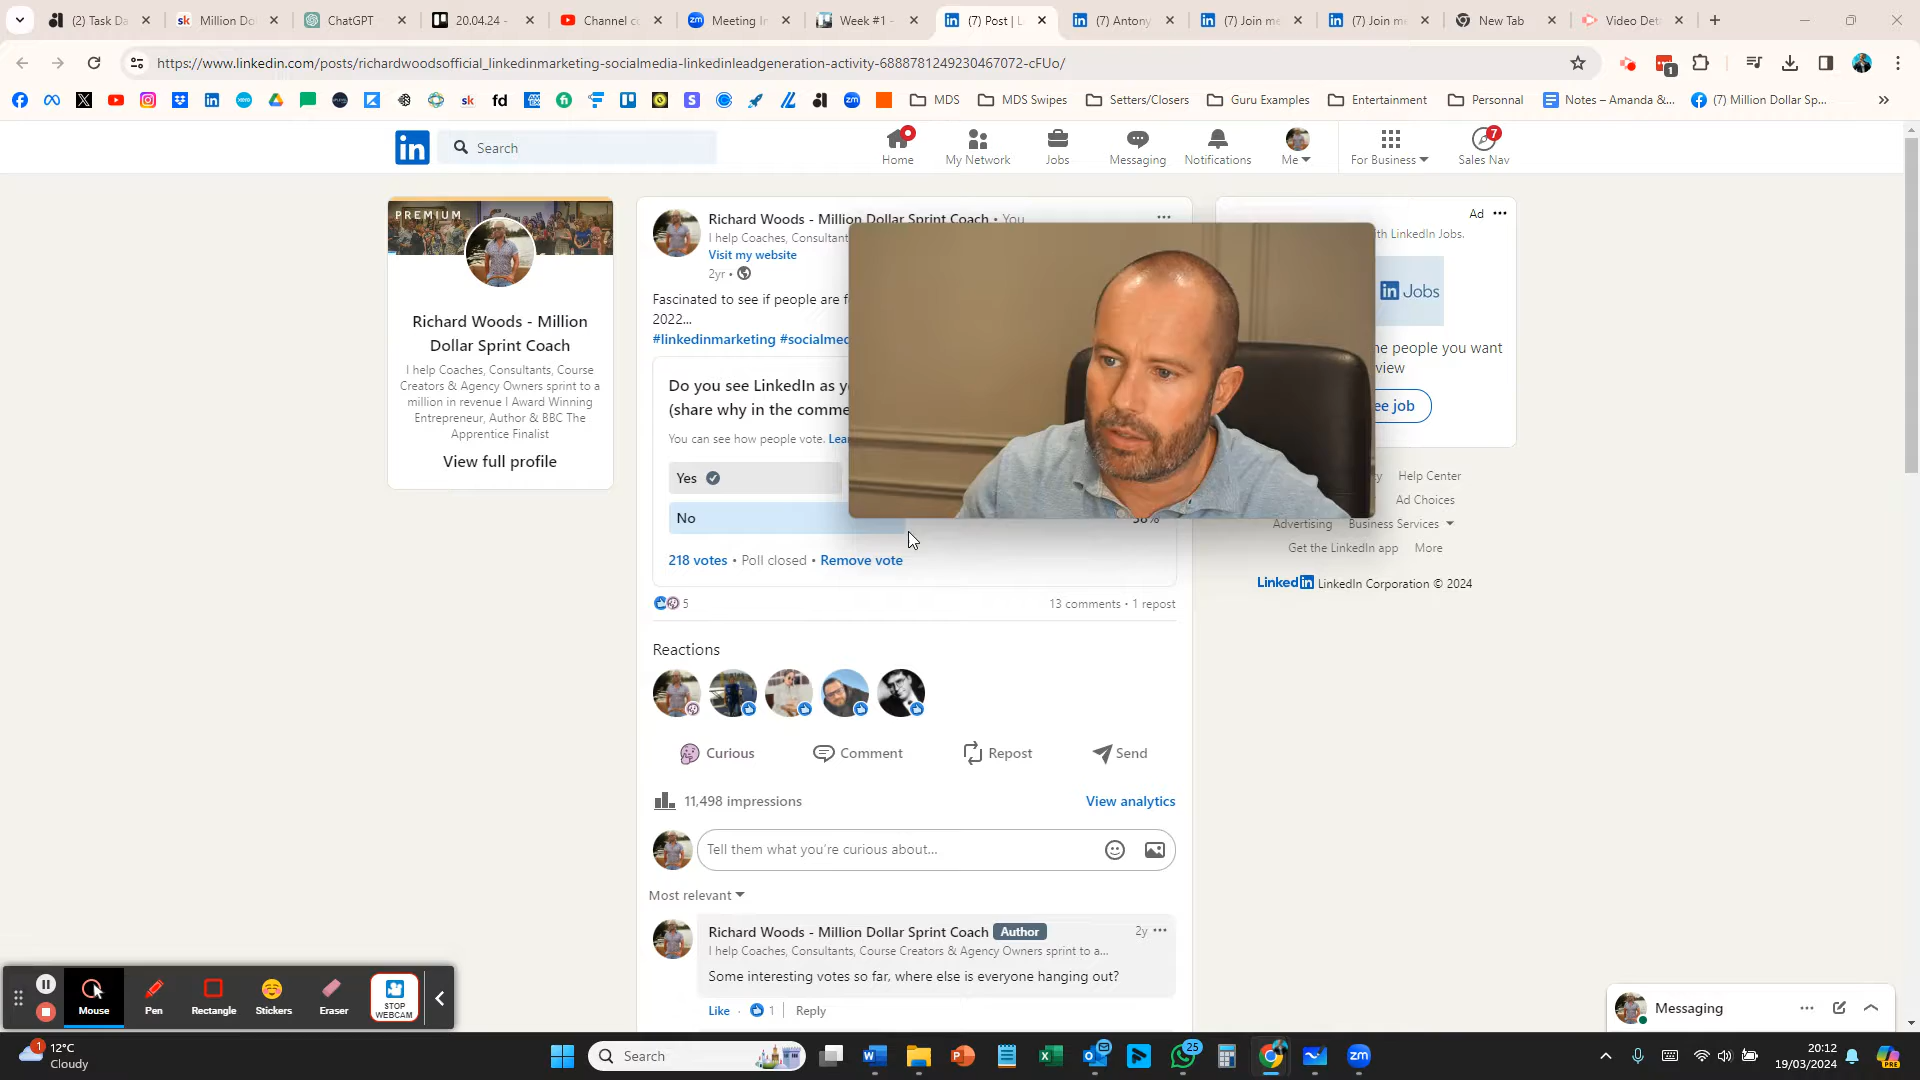 (2) Task Da
Million Do
ChatGPT
20.04.24 -
Channel co
Meeting In
Week #1 -
(7) Post | L
(7) Antony
(7) Join me
(7) Join me
New Tab
Video Det
https://www.linkedin.com/posts/richardwoodsofficial_linkedinmarketing-socialmedia-linkedinleadgeneration-activity-6888781249230467072-cFUo/
MDS
MDS Swipes
Setters/Closers
Guru Examples
Entertainment
Personnal
Notes – Amanda &...
(7) Million Dollar Sp...
in
Search
Home
My Network
Jobs
Messaging
Notifications
Me
For Business
7
Sales Nav
PREMIUM
Richard Woods - Million
Dollar Sprint Coach
I help Coaches, Consultants, Course
Creators & Agency Owners sprint to a
million in revenue I Award Winning
Entrepreneur, Author & BBC The
Apprentice Finalist
View full profile
Richard Woods - Million Dollar Sprint Coach • You
I help Coaches, Consultant
Visit my website
2yr •
Fascinated to see if people are f
2022...
#linkedinmarketing #socialmed
Do you see LinkedIn as y
(share why in the comme
You can see how people vote. Lea
Yes
No
218 votes • Poll closed • Remove vote
5
13 comments • 1 repost
Reactions
Curious
Comment
Repost
Send
11,498 impressions
View analytics
Tell them what you're curious about...
Most relevant
Richard Woods - Million Dollar Sprint Coach Author
2y
I help Coaches, Consultants, Course Creators & Agency Owners sprint to a...
Some interesting votes so far, where else is everyone hanging out?
Like · 1 | Reply
Ad
ith LinkedIn Jobs.
in Jobs
he people you want
view
ee job
Help Center
Ad Choices
Advertising
Business Services
Get the LinkedIn app
More
Linked in LinkedIn Corporation © 2024
Mouse
Pen
Rectangle
Stickers
Eraser
STOP
WEBCAM
Messaging
1
12°C
Cloudy
Search
25
20:12
19/03/2024